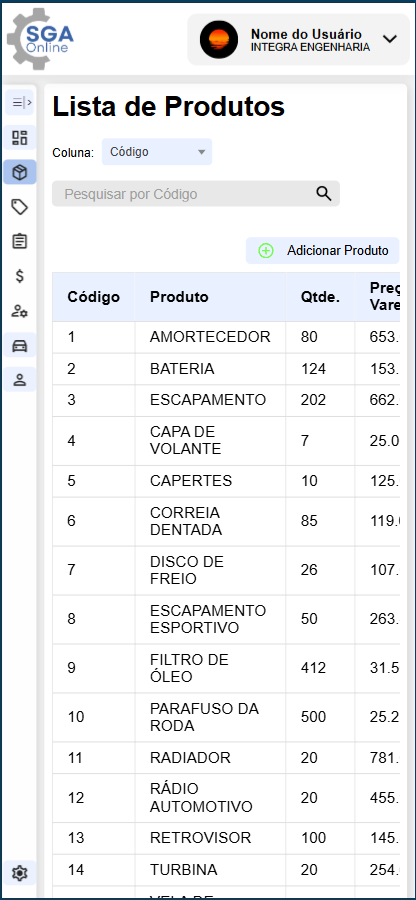 SGA
Online
Nome do Usuário
INTEGRA ENGENHARIA
Lista de Produtos
Coluna: Código
Pesquisar por Código
Adicionar Produto
Código Produto Qtde. Preç
Vare
1 AMORTECEDOR 80 653.
2 BATERIA 124 153.
3 ESCAPAMENTO 202 662.
4 CAPA DE
VOLANTE 7 25.0
5 CAPERTES 10 125.
6 CORREIA
DENTADA 85 119.
7 DISCO DE
FREIO 26 107.
8 ESCAPAMENTO
ESPORTIVO 50 263.
9 FILTRO DE
ÓLEO 412 31.5
10 PARAFUSO DA
RODA 500 25.2
11 RADIADOR 20 781.
12 RÁDIO
AUTOMOTIVO 20 455.
13 RETROVISOR 100 145.
14 TURBINA 20 254.